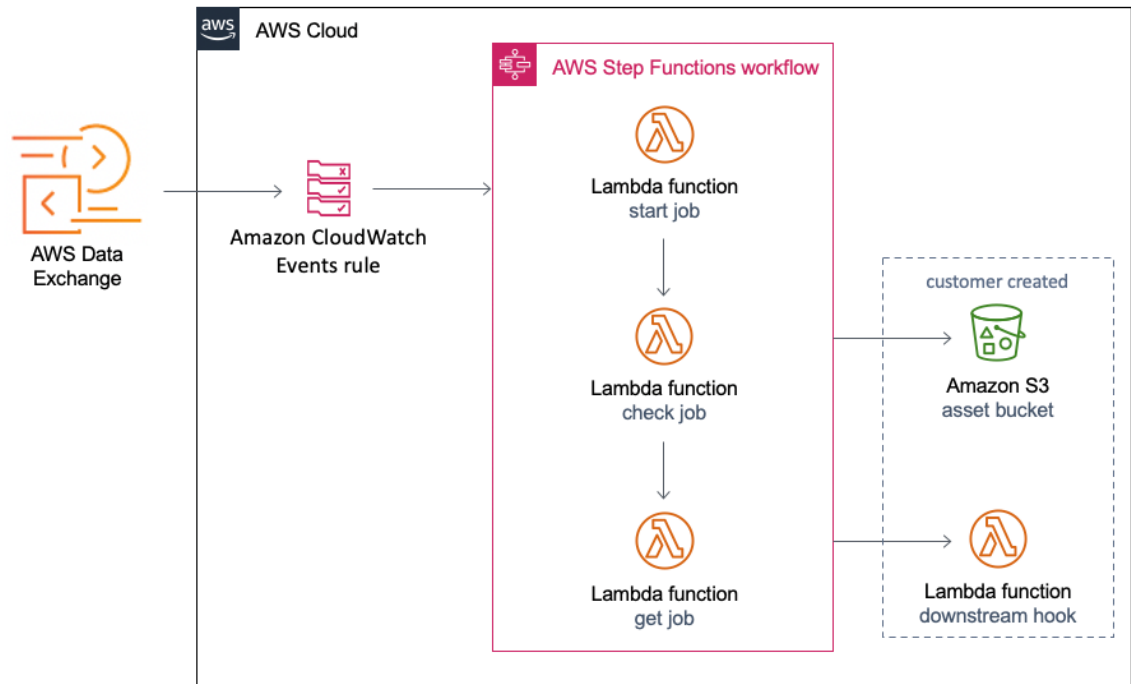 aws
AWS Cloud
AWS Step Functions workflow
Lambda function
start job
AWS Data
Exchange
Amazon CloudWatch
Events rule
Lambda function
check job
customer created
Amazon S3
asset bucket
Lambda function
get job
Lambda function
downstream hook